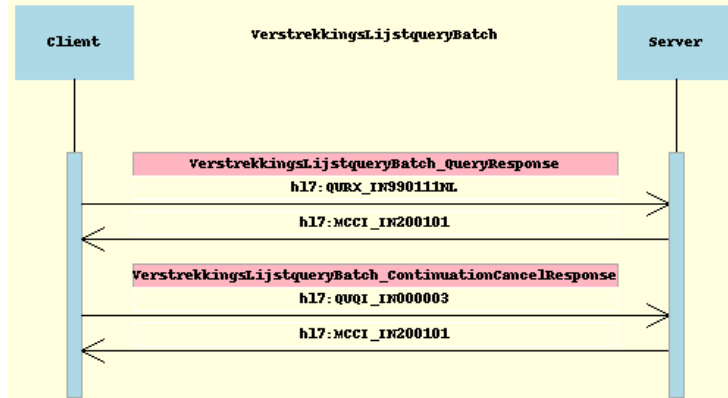 Client
VerstrekkingsLijstqueryBatch
Server
VerstrekkingsLijstqueryBatch_QueryResponse
hl7:QURX_IN990111NL
hl7:MCCI_IN200101
VerstrekkingsLijstqueryBatch_ContinuationCancelResponse
hl7:QUQI_IN000003
hl7:MCCI_IN200101